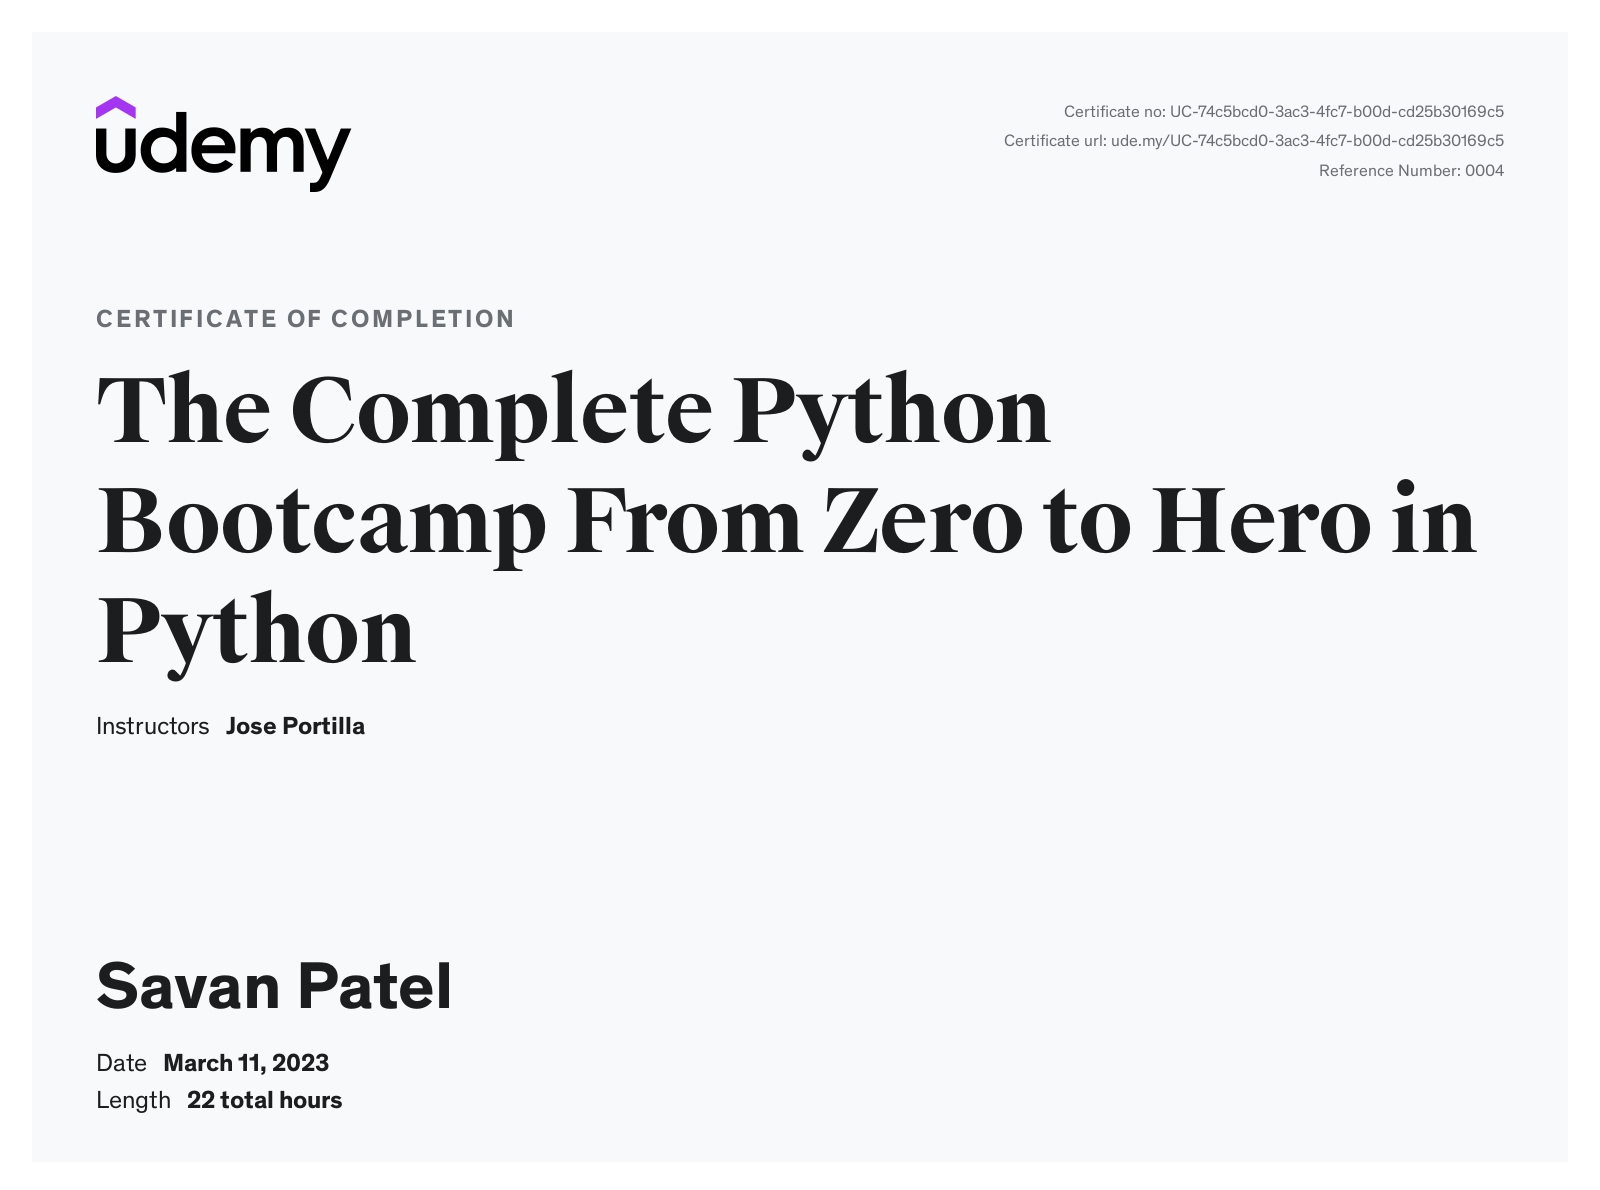 udemy
Certificate no: UC-74c5bcd0-3ac3-4fc7-b00d-cd25b30169c5
Certificate url: ude.my/UC-74c5bcd0-3ac3-4fc7-b00d-cd25b30169c5
Reference Number: 0004
CERTIFICATE OF COMPLETION
The Complete Python
Bootcamp From Zero to Hero in
Python
Instructors Jose Portilla
Savan Patel
Date March 11, 2023
Length 22 total hours